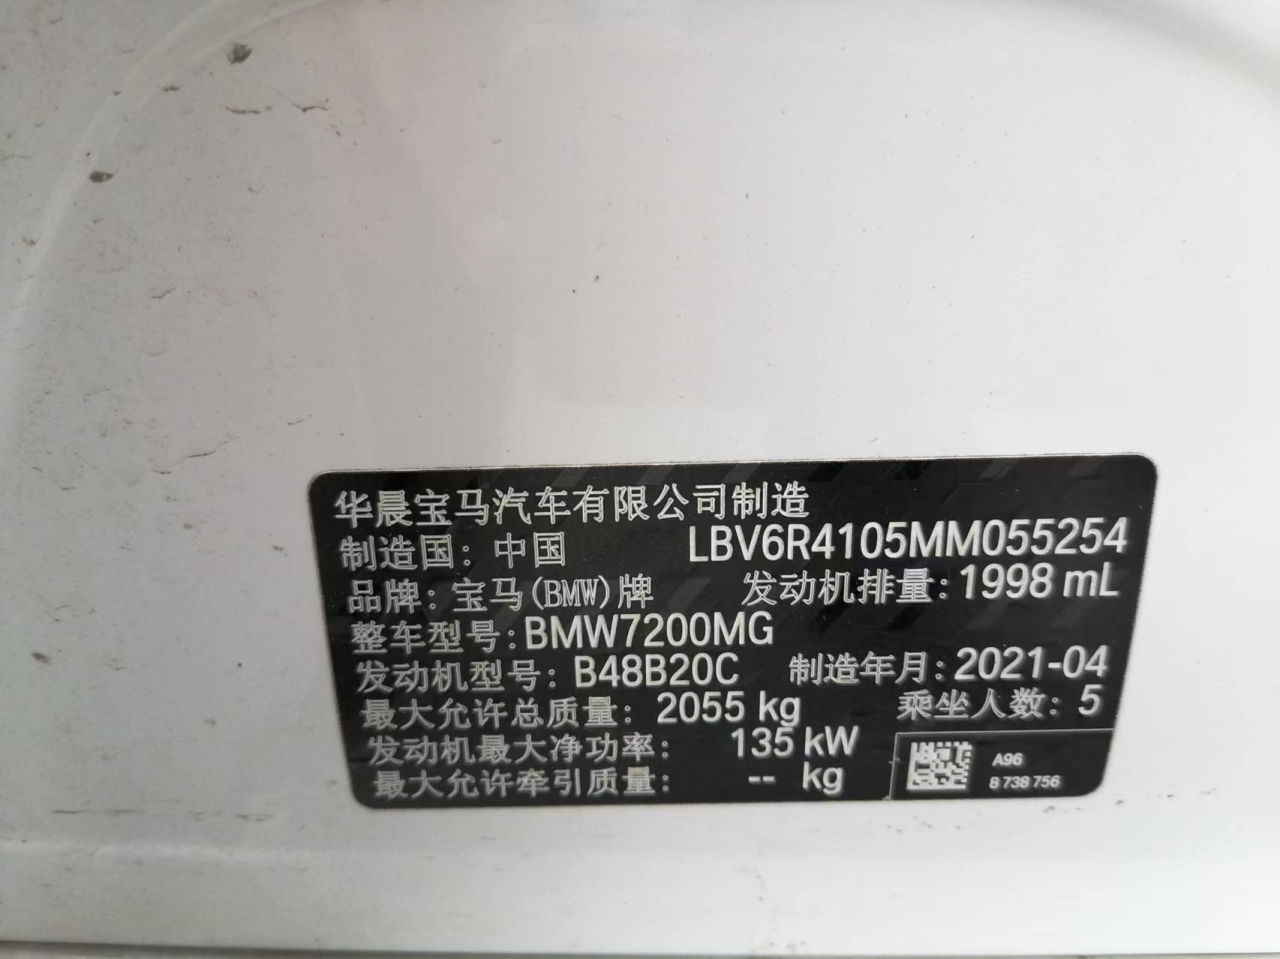 华晨宝马汽车有限公司制造
制造国：中国 LBV6R4105MM055254
品牌：宝马(BMW)牌 发动机排量：1998 mL
整车型号：BMW7200MG
发动机型号：B48B20C 制造年月：2021-04
最大允许总质量：2055 kg 乘坐人数：5
发动机最大净功率：135 kW
最大允许牵引质量：-- kg
A96
8 738 756